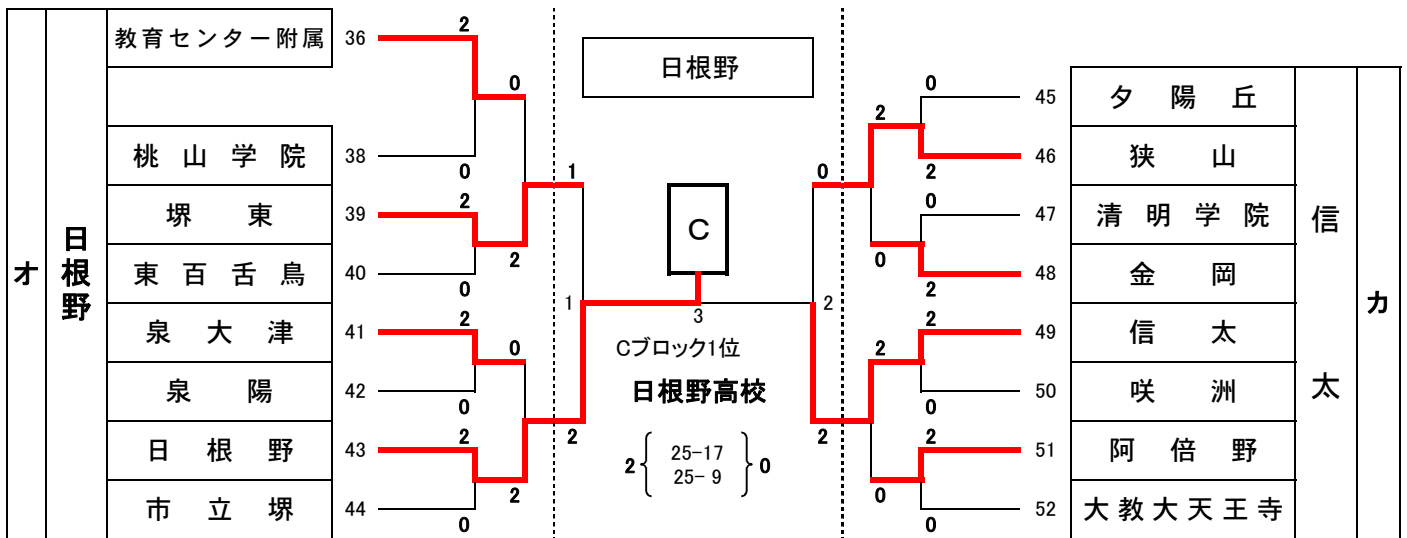 オ
日根野
教育センター附属 36
桃山学院 38
堺東 39
東百舌鳥 40
泉大津 41
泉陽 42
日根野 43
市立堺 44
2
0
0
2
2
0
2
0
0
2
2
0
1
2
日根野
C
1
3
2
Cブロック1位
日根野高校
2 { 25-17 } 0
25- 9
0
2
2
0
2
0
0
2
0
2
2
0
2
0
45 夕陽丘
46 狭山
47 清明学院
48 金岡
49 信太
50 咲洲
51 阿倍野
52 大教大天王寺
信太
カ